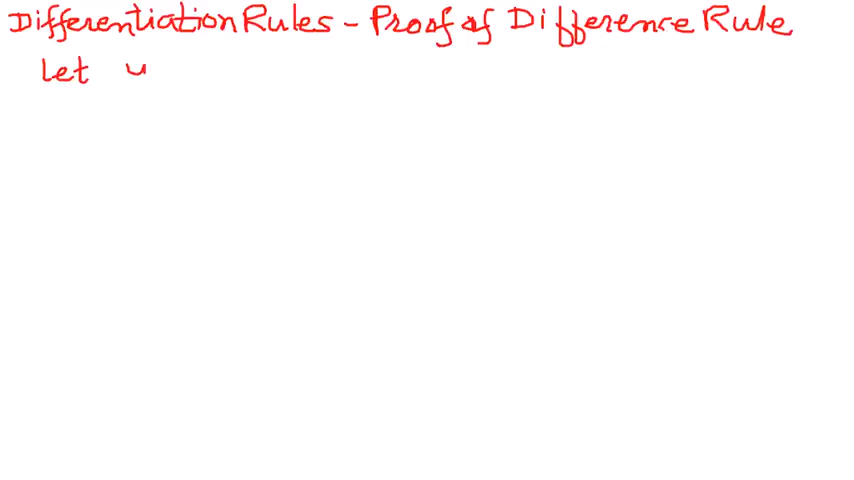 Differentiation Rules - Proof of Difference Rule
Let u